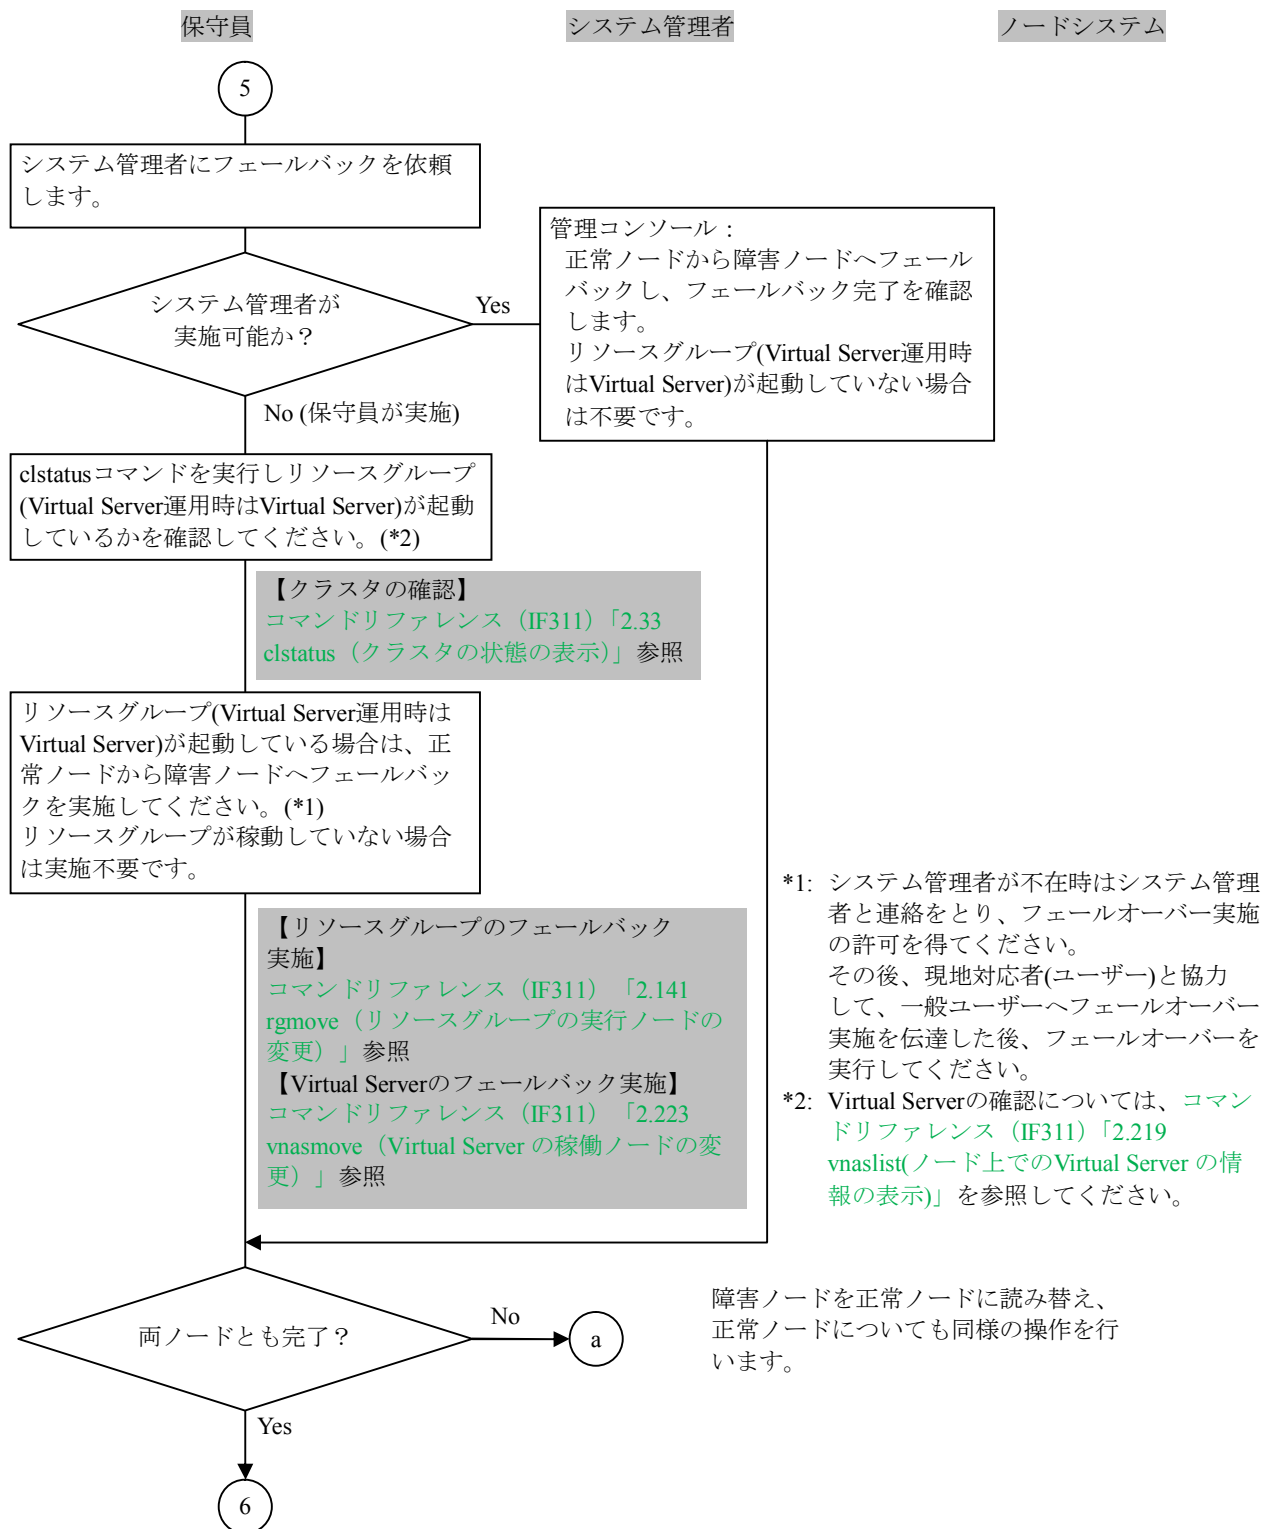 保守員
システム管理者
ノードシステム
5
システム管理者にフェールバックを依頼
します。
管理コンソール：
正常ノードから障害ノードへフェール
バックし、フェールバック完了を確認
します。
リソースグループ(Virtual Server運用時
はVirtual Server)が起動していない場合
は不要です。
システム管理者が
実施可能か？
Yes
No (保守員が実施)
clstatusコマンドを実行しリソースグループ
(Virtual Server運用時はVirtual Server)が起動
しているかを確認してください。(*2)
【クラスタの確認】
コマンドリファレンス（IF311）「2.33
clstatus（クラスタの状態の表示）」参照
リソースグループ(Virtual Server運用時は
Virtual Server)が起動している場合は、正
常ノードから障害ノードへフェールバッ
クを実施してください。(*1)
リソースグループが稼動していない場合
は実施不要です。
【リソースグループのフェールバック
実施】
コマンドリファレンス（IF311）「2.141
rgmove（リソースグループの実行ノードの
変更）」参照
【Virtual Serverのフェールバック実施】
コマンドリファレンス（IF311）「2.223
vnasmove（Virtual Server の稼働ノードの変
更）」参照
*1: システム管理者が不在時はシステム管理
者と連絡をとり、フェールオーバー実施
の許可を得てください。
その後、現地対応者(ユーザー)と協力
して、一般ユーザーへフェールオーバー
実施を伝達した後、フェールオーバーを
実行してください。
*2: Virtual Serverの確認については、コマン
ドリファレンス（IF311）「2.219
vnaslist(ノード上でのVirtual Server の情
報の表示)」を参照してください。
両ノードとも完了？
No
a
障害ノードを正常ノードに読み替え、
正常ノードについても同様の操作を行
います。
Yes
6